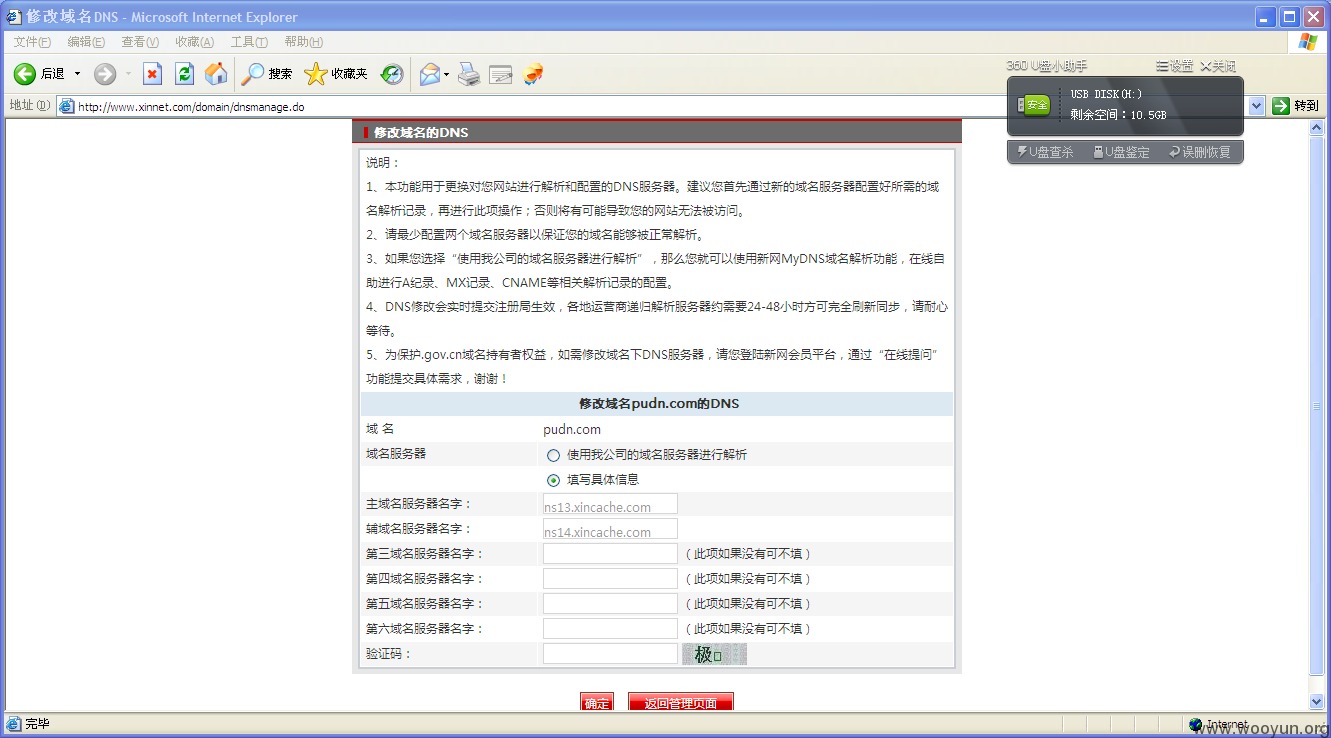 修改域名DNS - Microsoft Internet Explorer
文件(F) 编辑(E) 查看(V) 收藏(A) 工具(T) 帮助(H)
后退 搜索 收藏夹
360 U盘小助手 设置 关闭
地址(D) http://www.xinnet.com/domain/dnsmanage.do 转到
USB DISK(H:)
安全
剩余空间：10.5GB
U盘查杀 U盘鉴定 误删恢复
修改域名的DNS
说明：
1、本功能用于更换对您网站进行解析和配置的DNS服务器。建议您首先通过新的域名服务器配置好所需的域
名解析记录，再进行此项操作；否则将有可能导致您的网站无法被访问。
2、请最少配置两个域名服务器以保证您的域名能够被正常解析。
3、如果您选择“使用我公司的域名服务器进行解析”，那么您就可以使用新网MyDNS域名解析功能，在线自
助进行A纪录、MX记录、CNAME等相关解析记录的配置。
4、DNS修改会实时提交注册局生效，各地运营商递归解析服务器约需要24-48小时方可完全刷新同步，请耐心
等待。
5、为保护.gov.cn域名持有者权益，如需修改域名下DNS服务器，请您登陆新网会员平台，通过“在线提问”
功能提交具体需求，谢谢！
修改域名pudn.com的DNS
域 名 pudn.com
域名服务器 使用我公司的域名服务器进行解析
填写具体信息
主域名服务器名字： ns13.xincache.com
辅域名服务器名字： ns14.xincache.com
第三域名服务器名字： （此项如果没有可不填）
第四域名服务器名字： （此项如果没有可不填）
第五域名服务器名字： （此项如果没有可不填）
第六域名服务器名字： （此项如果没有可不填）
验证码： 极
确定 返回管理页面
完毕 Internet
www.wooyun.org